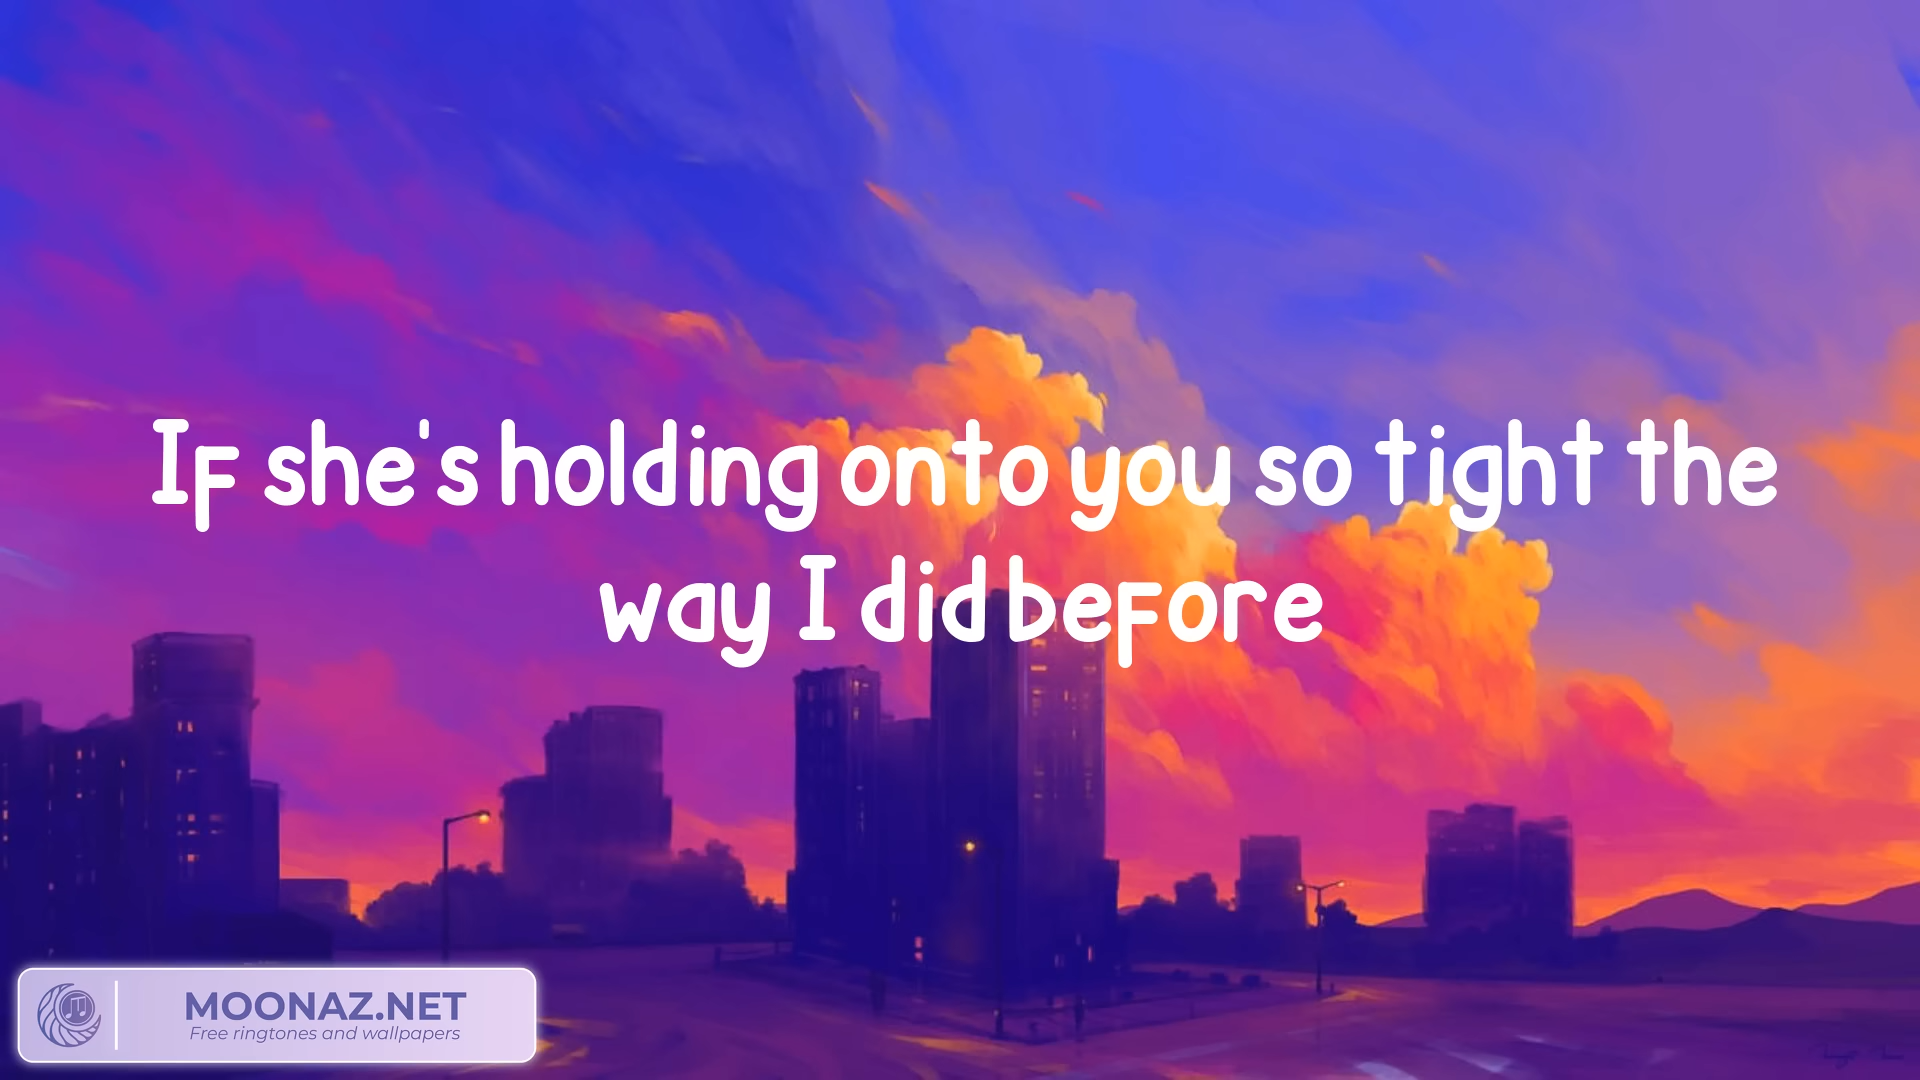 If she's holding onto you so tight the
way I did before
MOONAZ.NET
Free ringtones and wallpapers